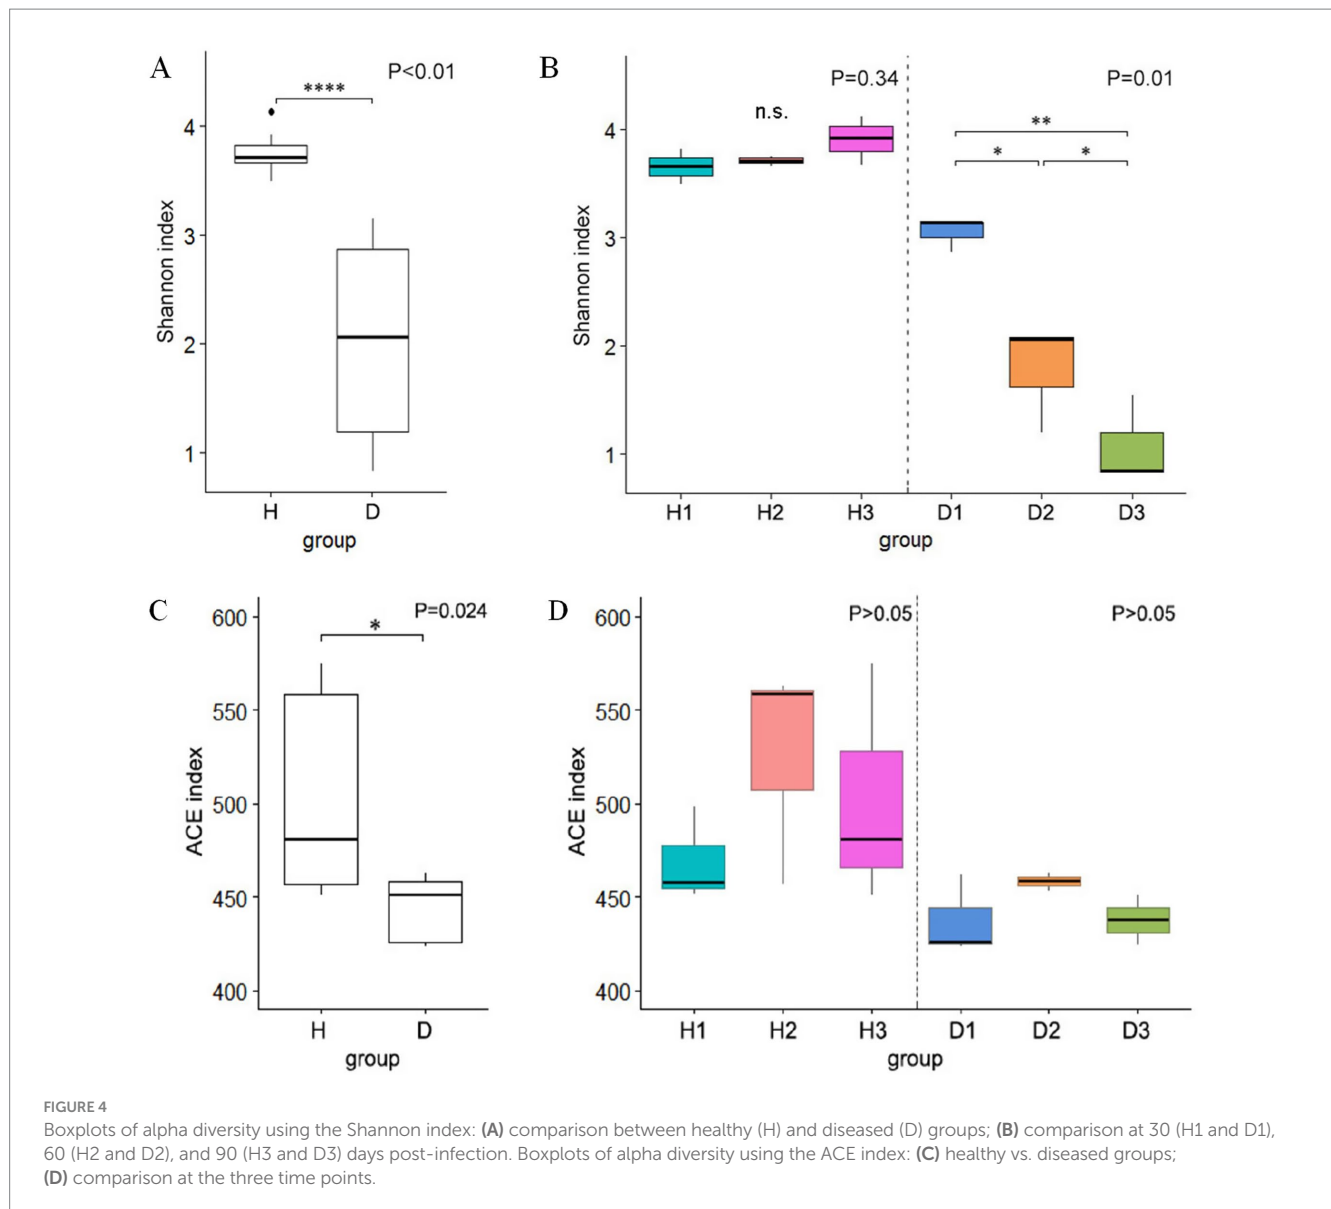 A
P<0.01
****
4
3
2
1
Shannon index
H D
group
B
P=0.34
P=0.01
n.s.
**
* *
4
3
2
1
Shannon index
H1 H2 H3 D1 D2 D3
group
C
P=0.024
*
600
550
500
450
400
ACE index
H D
group
D
P>0.05
P>0.05
600
550
500
450
400
ACE index
H1 H2 H3 D1 D2 D3
group
FIGURE 4
Boxplots of alpha diversity using the Shannon index: (A) comparison between healthy (H) and diseased (D) groups; (B) comparison at 30 (H1 and D1),
60 (H2 and D2), and 90 (H3 and D3) days post-infection. Boxplots of alpha diversity using the ACE index: (C) healthy vs. diseased groups;
(D) comparison at the three time points.